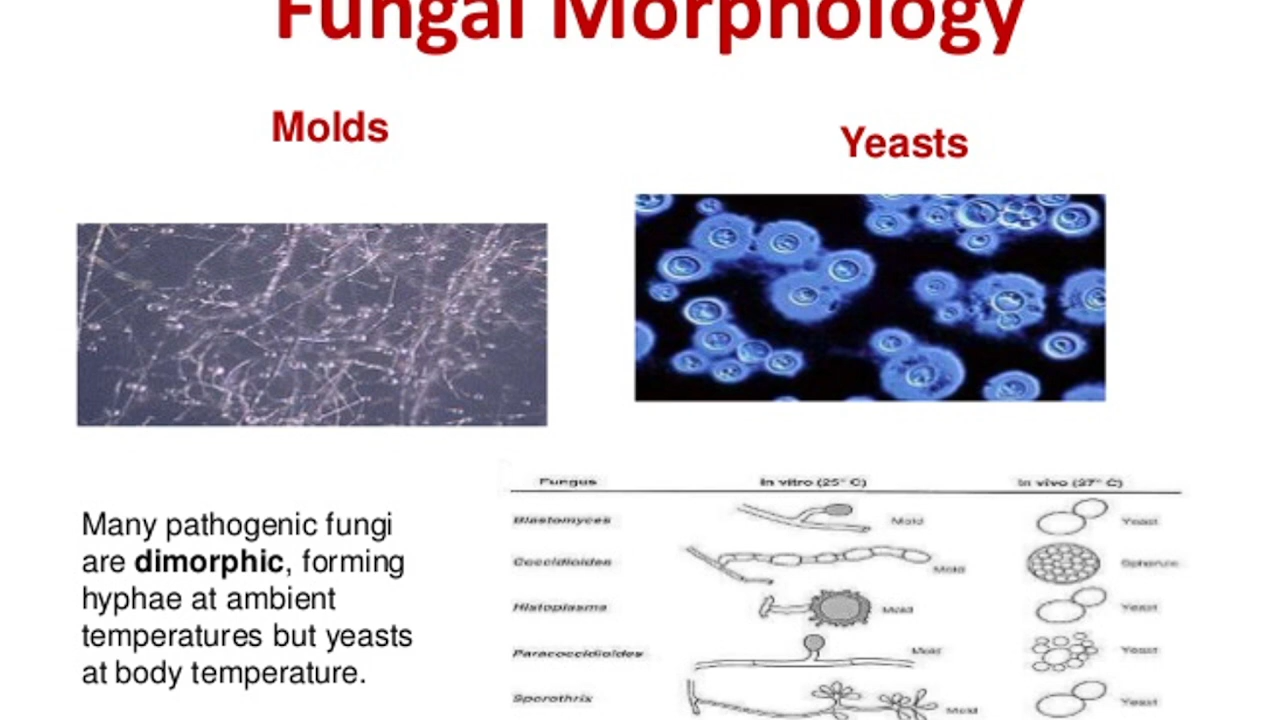 Fungal Morphology
Molds
Yeasts
Many pathogenic fungi
are dimorphic, forming
hyphae at ambient
temperatures but yeasts
at body temperature.
Fungus In vitro (25° C) In vivo (37° C)
Blastomyces Mold Yeast
Coccidioides Mold Spherule
Histoplasma Mold Yeast
Paracoccidioides Mold Yeast
Sporothrix Mold Yeast